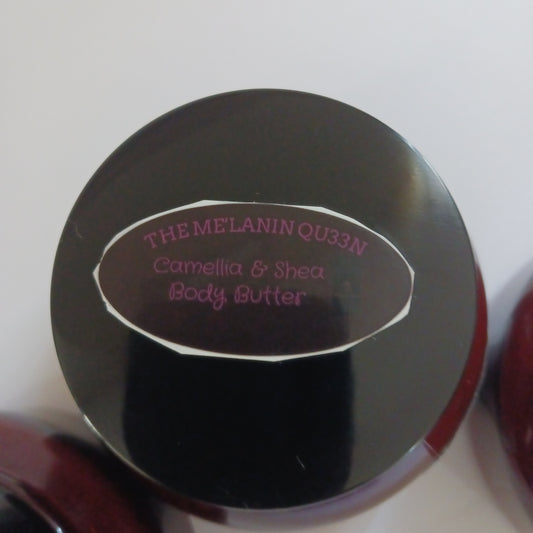 THE ME'LANIN QU33N
Camellia & Shea
Body Butter